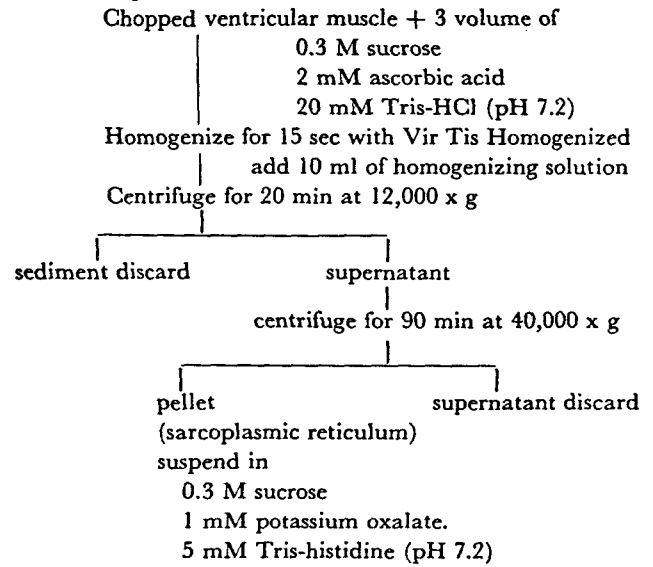 Chopped ventricular muscle + 3 volume of
0.3 M sucrose
2 mM ascorbic acid
20 mM Tris-HCl (pH 7.2)
Homogenize for 15 sec with Vir Tis Homogenized
add 10 ml of homogenizing solution
Centrifuge for 20 min at 12,000 x g
sediment discard supernatant
centrifuge for 90 min at 40,000 x g
pellet supernatant discard
(sarcoplasmic reticulum)
suspend in
0.3 M sucrose
1 mM potassium oxalate.
5 mM Tris-histidine (pH 7.2)